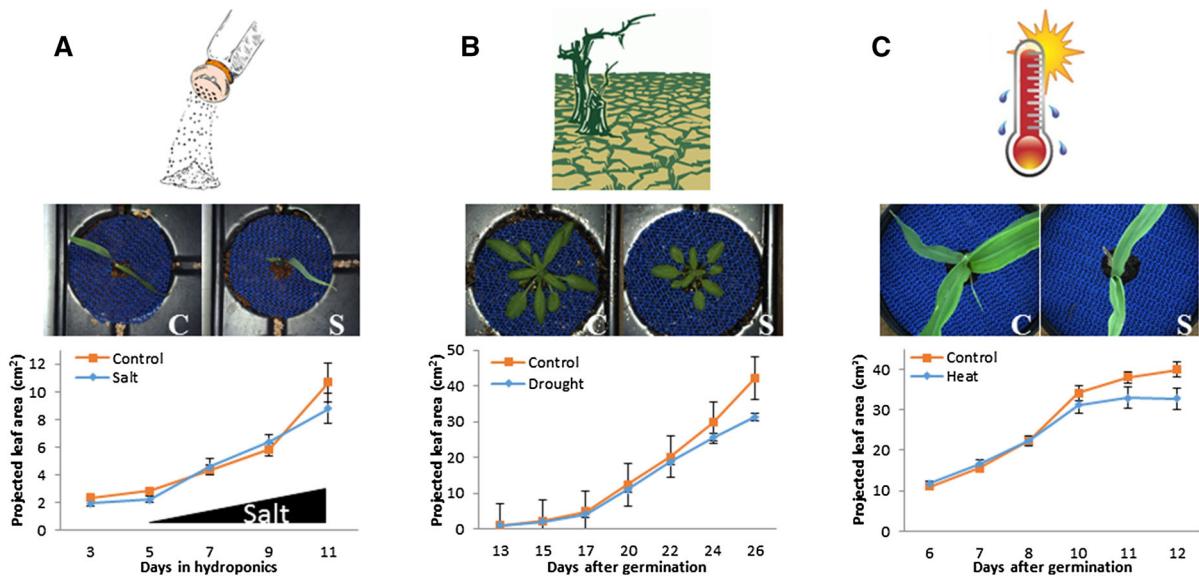 A
B
C
C
S
C
S
C
S
Projected leaf area (cm²)
12
10
8
6
4
2
0
Control
Salt
Salt
3 5 7 9 11
Days in hydroponics
Projected leaf area (cm²)
50
40
30
20
10
0
Control
Drought
13 15 17 20 22 24 26
Days after germination
Projected leaf area (cm²)
40
30
20
10
0
Control
Heat
6 7 8 10 11 12
Days after germination